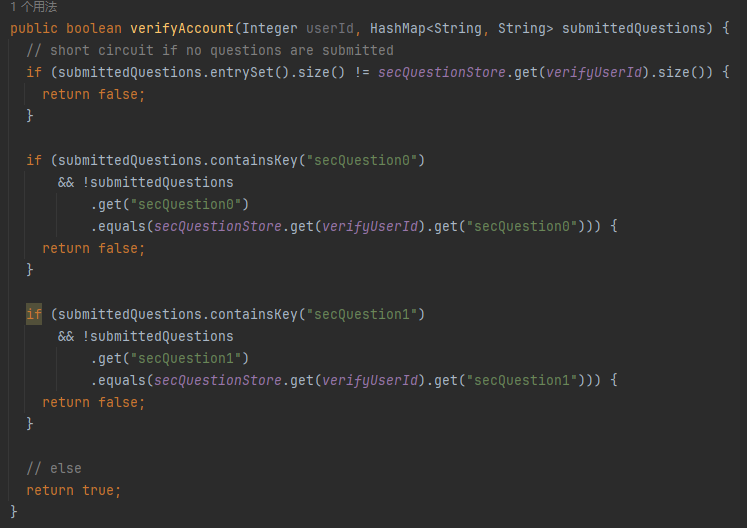 1 个用法
public boolean verifyAccount(Integer userId, HashMap<String, String> submittedQuestions) {
// short circuit if no questions are submitted
if (submittedQuestions.entrySet().size() != secQuestionStore.get(verifyUserId).size()) {
return false;
}
if (submittedQuestions.containsKey("secQuestion0")
&& !submittedQuestions
.get("secQuestion0")
.equals(secQuestionStore.get(verifyUserId).get("secQuestion0"))) {
return false;
}
if (submittedQuestions.containsKey("secQuestion1")
&& !submittedQuestions
.get("secQuestion1")
.equals(secQuestionStore.get(verifyUserId).get("secQuestion1"))) {
return false;
}
// else
return true;
}